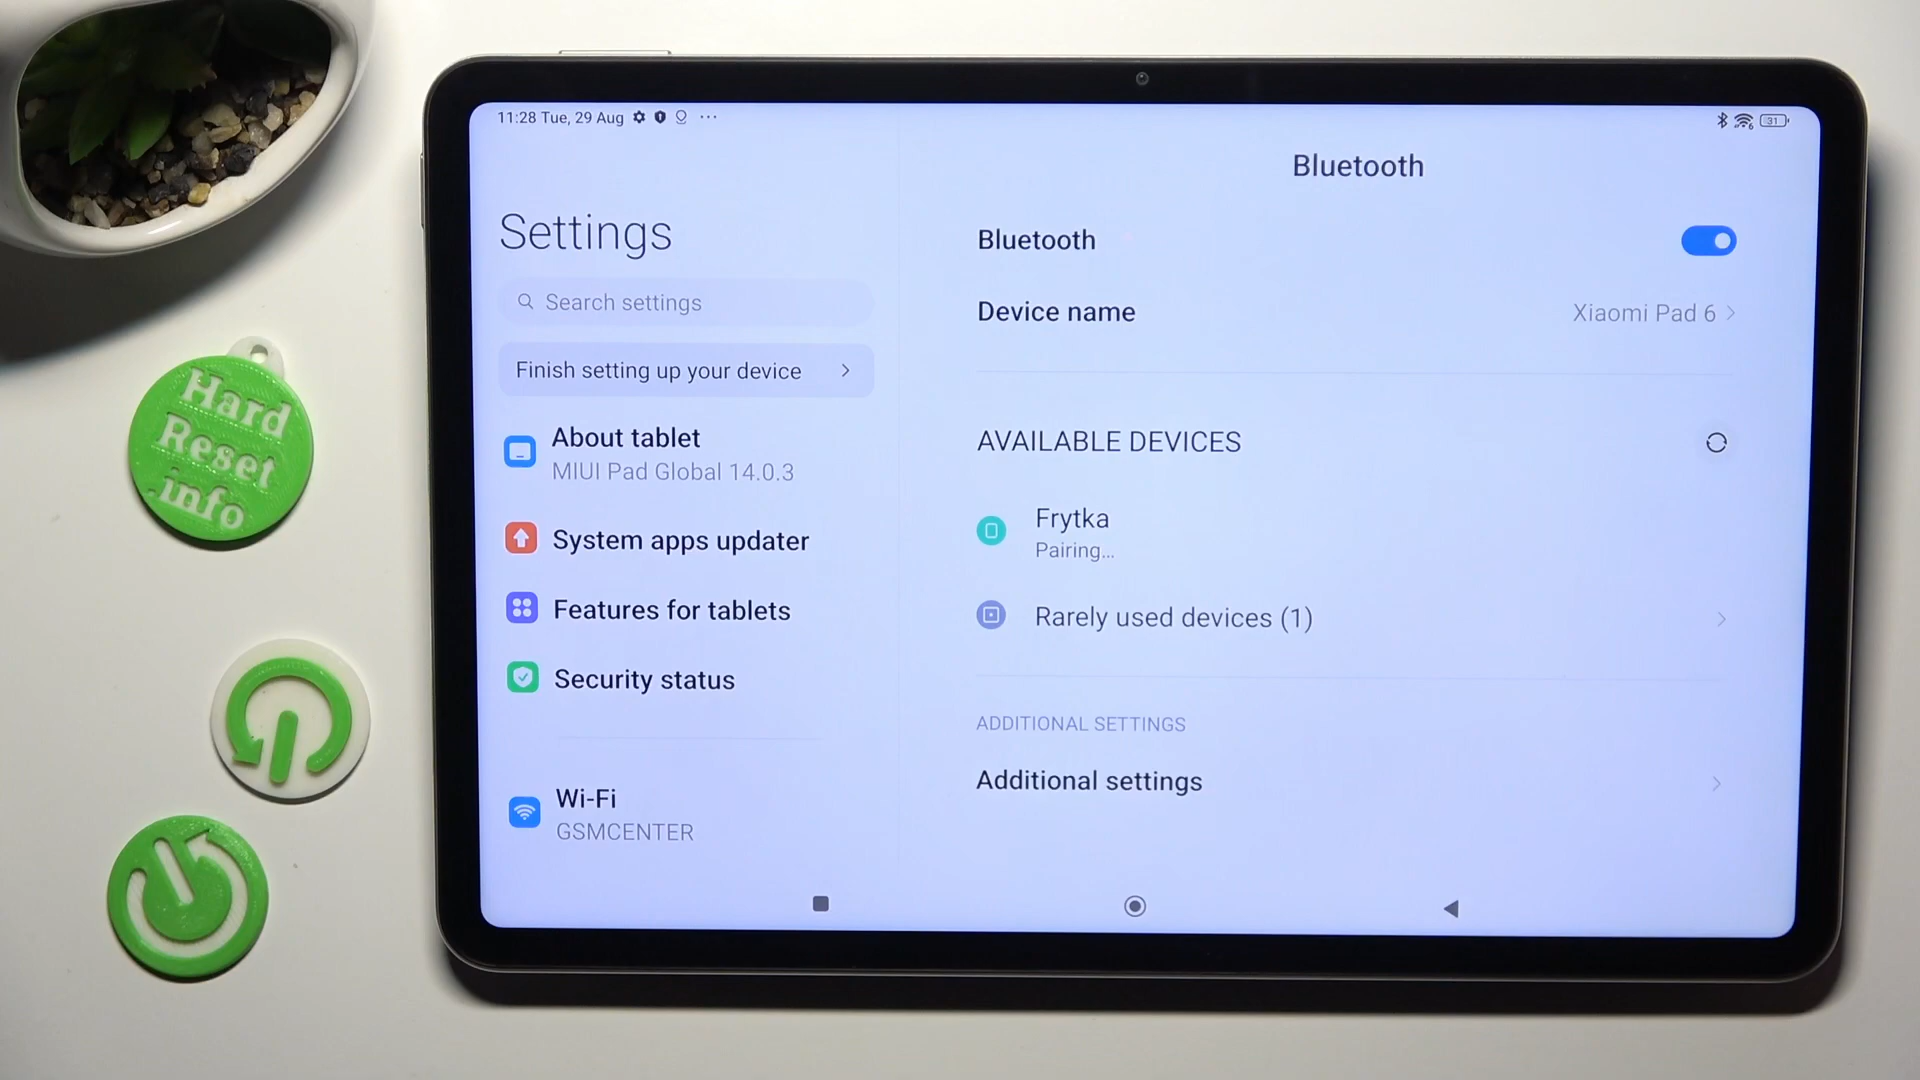 Hard
Reset
.info
11:28 Tue, 29 Aug
31
Settings
Search settings
Finish setting up your device
About tablet
MIUI Pad Global 14.0.3
System apps updater
Features for tablets
Security status
Wi-Fi
GSMCENTER
Bluetooth
Bluetooth
Device name
Xiaomi Pad 6
AVAILABLE DEVICES
Frytka
Pairing...
Rarely used devices (1)
ADDITIONAL SETTINGS
Additional settings